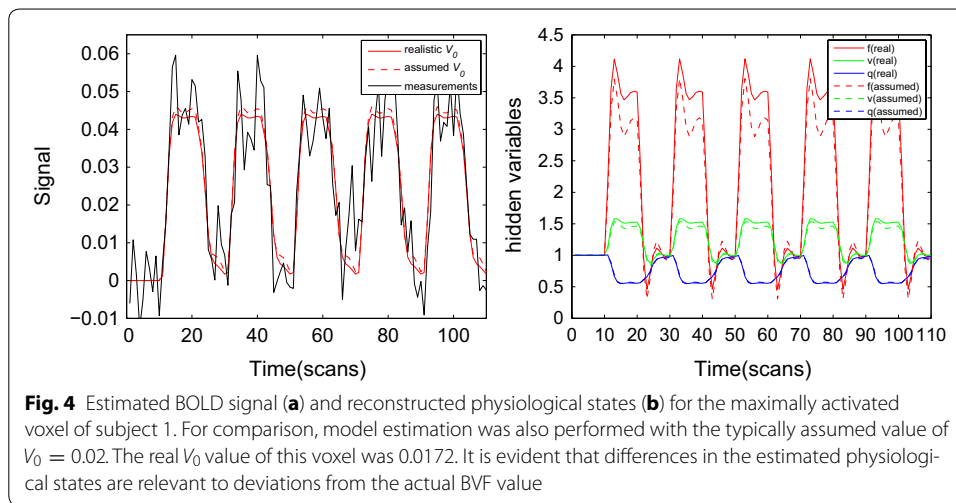 0.06
0.05
0.04
0.03
0.02
0.01
0
−0.01
Signal
0 20 40 60 80 100
Time(scans)
realistic V0
assumed V0
measurements
4.5
4
3.5
3
2.5
2
1.5
1
0.5
0
hidden variables
0 10 20 30 40 50 60 70 80 90 100 110
Time(scans)
f(real)
v(real)
q(real)
f(assumed)
v(assumed)
q(assumed)
Fig. 4 Estimated BOLD signal (a) and reconstructed physiological states (b) for the maximally activated
voxel of subject 1. For comparison, model estimation was also performed with the typically assumed value of
V0 = 0.02. The real V0 value of this voxel was 0.0172. It is evident that differences in the estimated physiologi-
cal states are relevant to deviations from the actual BVF value